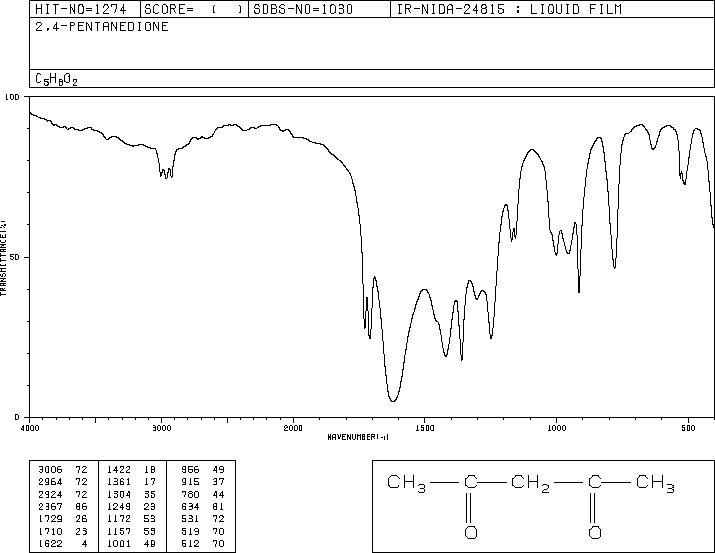 HIT-NO=1274 SCORE= ( ) SDBS-NO=1030 IR-NIDA-24815 : LIQUID FILM
2,4-PENTANEDIONE
C5H8O2
100
TRANSMITTANCE(%)
50
0
4000 3000 2000 1500 1000 500
WAVENUMBER(-1)
3006 72 1422 18 956 49
2964 72 1361 17 915 37
2924 72 1304 35 780 44
2367 86 1249 23 634 81
1729 26 1172 53 531 72
1710 23 1157 53 519 70
1622 4 1001 49 512 70
CH3 C CH2 C CH3
O O